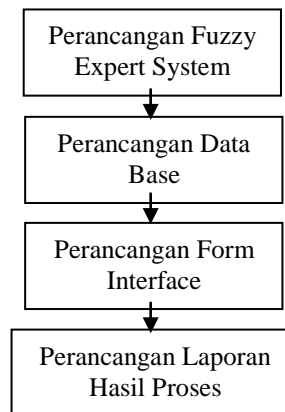 Perancangan Fuzzy
Expert System
Perancangan Data
Base
Perancangan Form
Interface
Perancangan Laporan
Hasil Proses